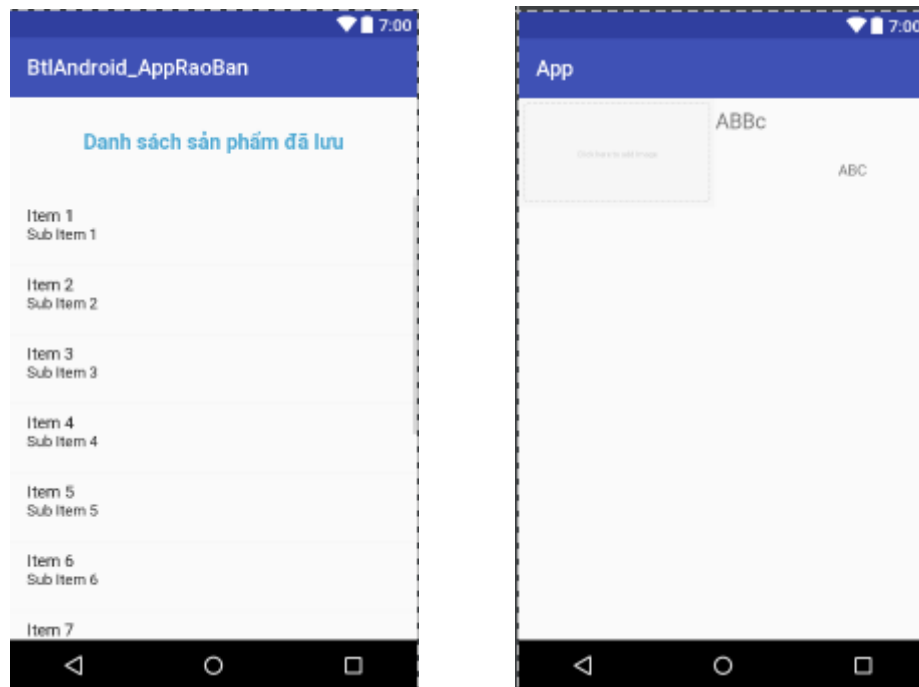 7:00
BtlAndroid_AppRaoBan
Danh sách sản phẩm đã lưu
Item 1
Sub Item 1
Item 2
Sub Item 2
Item 3
Sub Item 3
Item 4
Sub Item 4
Item 5
Sub Item 5
Item 6
Sub Item 6
Item 7
7:00
App
ABBc
ABC